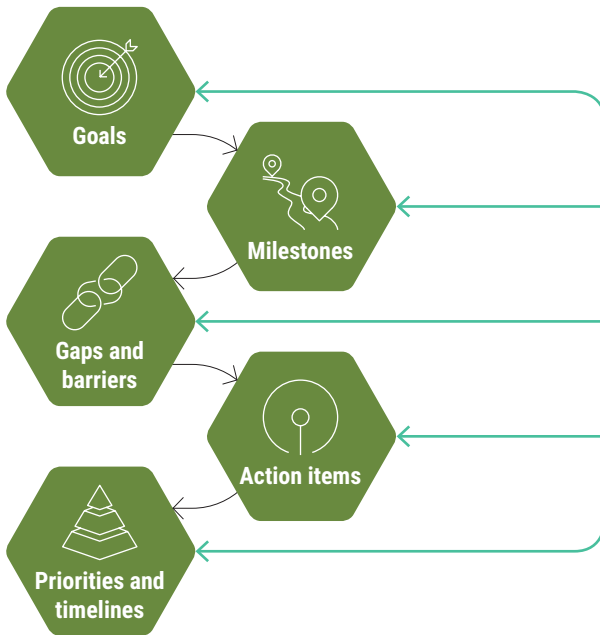 Goals
Milestones
Gaps and
barriers
Action items
Priorities and
timelines